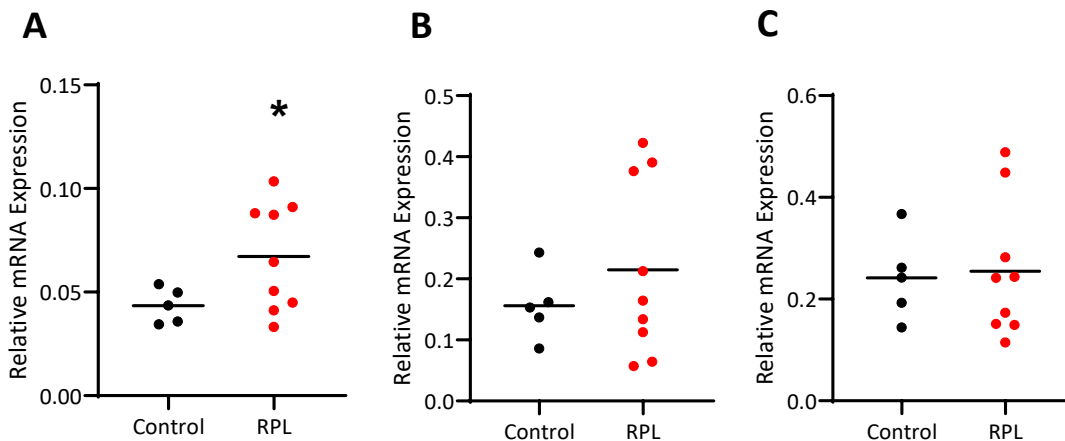 A
Relative mRNA Expression
0.15
0.10
0.05
0.00
*
Control
RPL
B
Relative mRNA Expression
0.5
0.4
0.3
0.2
0.1
0.0
Control
RPL
C
Relative mRNA Expression
0.6
0.4
0.2
0.0
Control
RPL